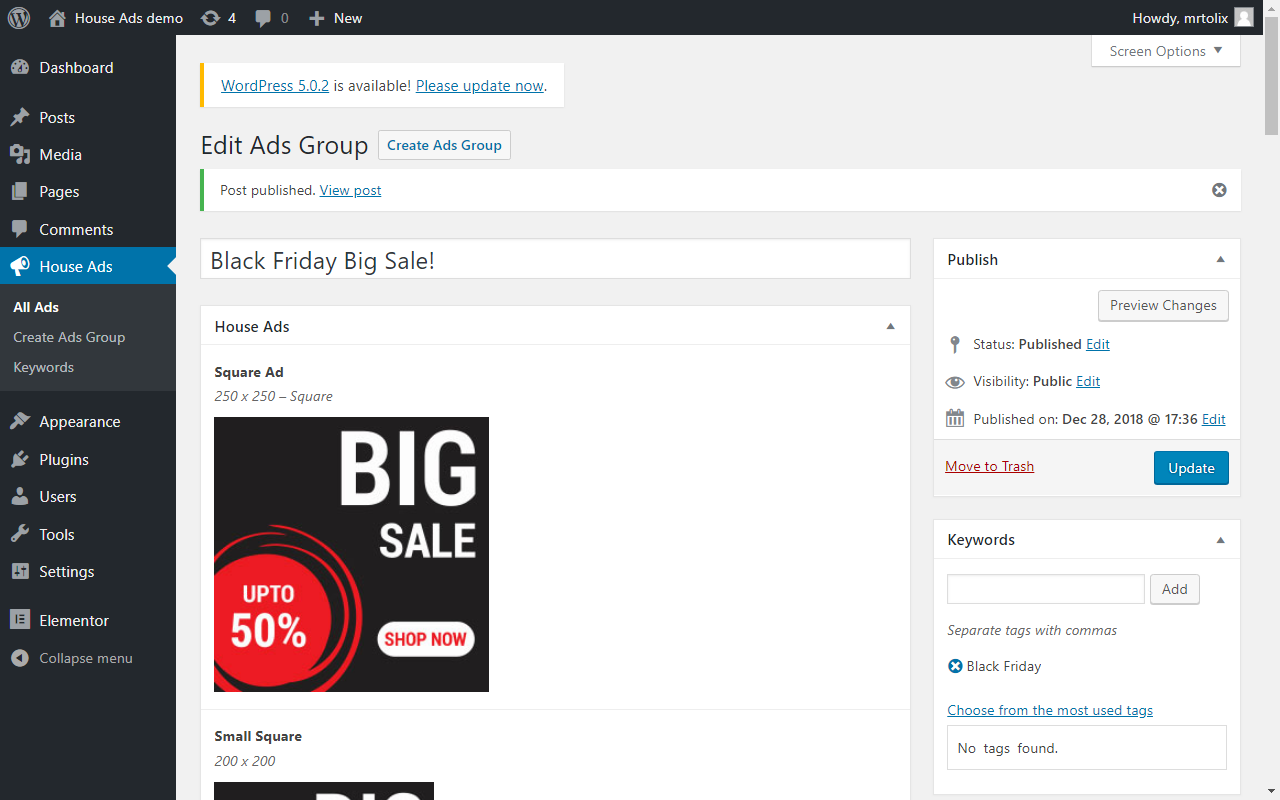 House Ads demo 4 0 New Howdy, mrtolix
Screen Options
Dashboard
Posts
Media
Pages
Comments
House Ads
All Ads
Create Ads Group
Keywords
Appearance
Plugins
Users
Tools
Settings
Elementor
Collapse menu
WordPress 5.0.2 is available! Please update now.
Edit Ads Group Create Ads Group
Post published. View post
Black Friday Big Sale!
House Ads
Square Ad
250 x 250 – Square
BIG
SALE
UPTO
50%
SHOP NOW
Small Square
200 x 200
BIG
Publish
Preview Changes
Status: Published Edit
Visibility: Public Edit
Published on: Dec 28, 2018 @ 17:36 Edit
Move to Trash Update
Keywords
Add
Separate tags with commas
Black Friday
Choose from the most used tags
No tags found.